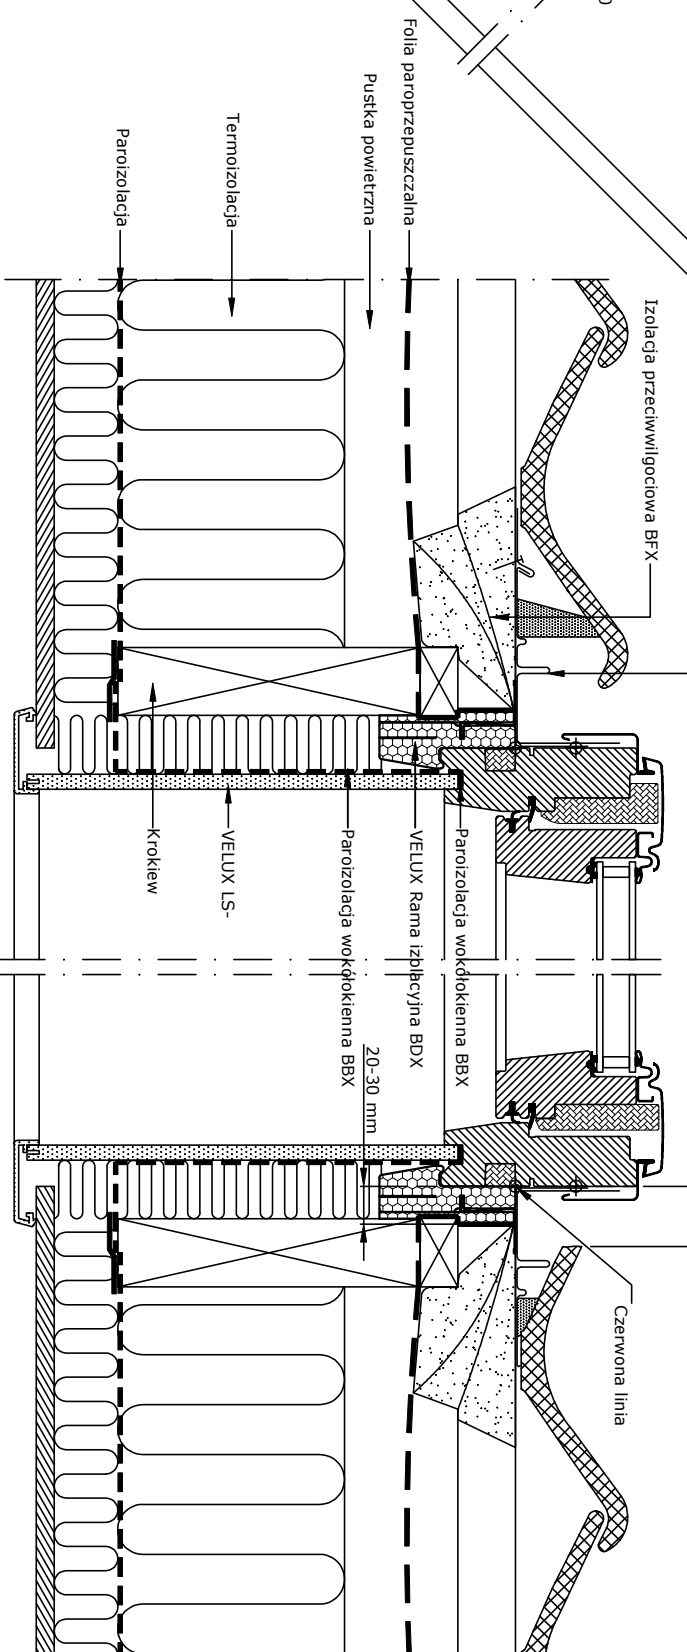 Izolacja przeciwwilgociowa BFX
Folia paroprzepuszczalna
Pustka powietrzna
Termoizolacja
Paroizolacja
Czerwona linia
Paroizolacja wokółokienna BBX
VELUX Rama izolacyjna BDX
20-30 mm
Paroizolacja wokółokienna BBX
VELUX LS-
Krokiew